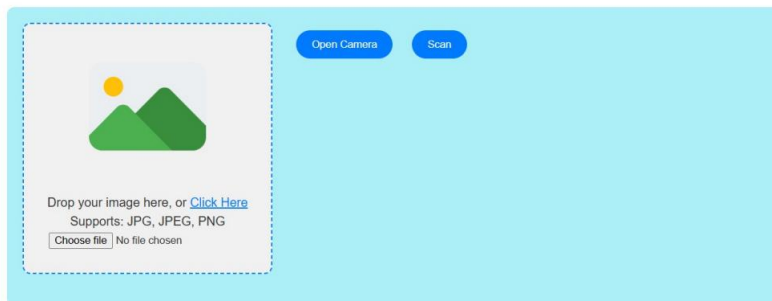 Open Camera
Scan
Drop your image here, or Click Here
Supports: JPG, JPEG, PNG
Choose file No file chosen